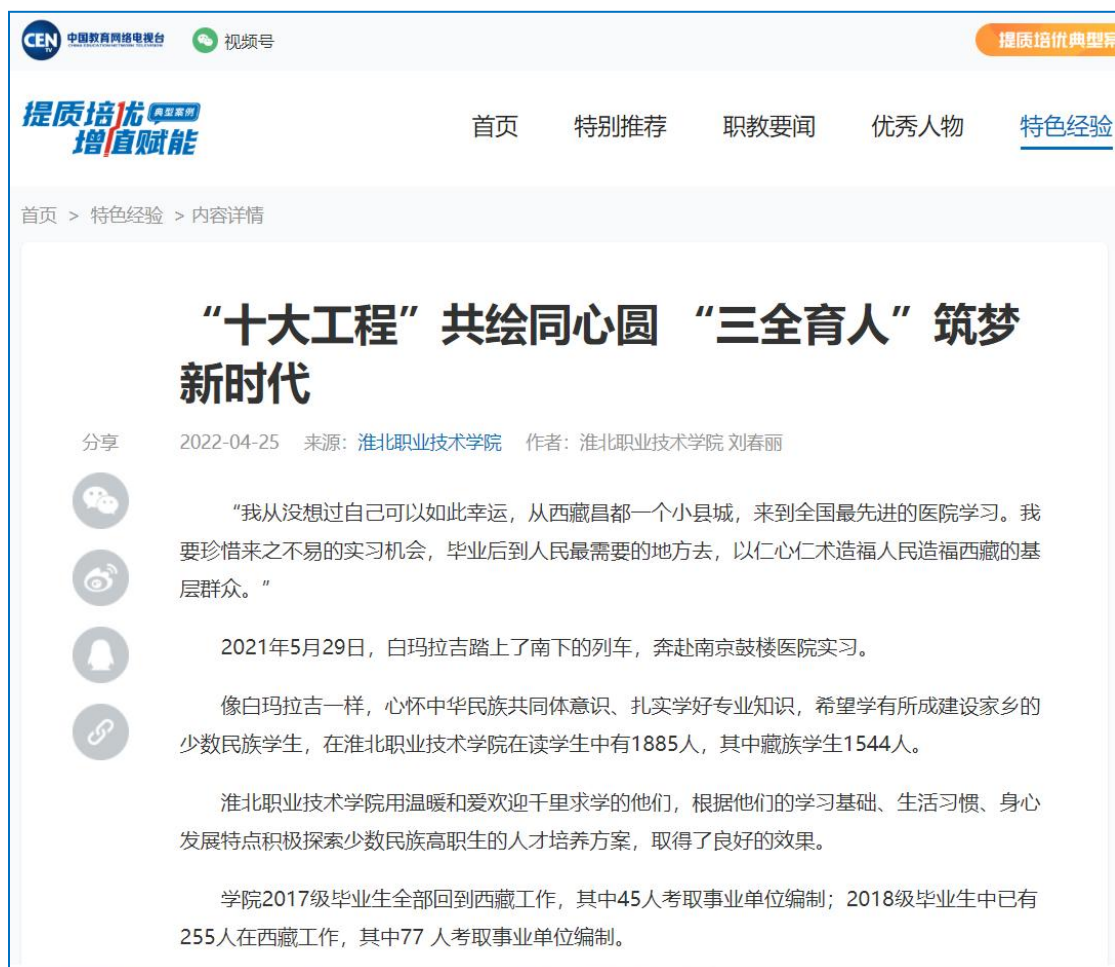 CEN TV 中国教育网络电视台 视频号 提质培优典型案
CHINA EDUCATION NETWORK TELEVISION
提质培优 典型案例
增值赋能
首页 特别推荐 职教要闻 优秀人物 特色经验
首页 > 特色经验 > 内容详情
“十大工程”共绘同心圆 “三全育人”筑梦
新时代
分享 2022-04-25 来源: 淮北职业技术学院 作者: 淮北职业技术学院 刘春丽
“我从没想过自己可以如此幸运，从西藏昌都一个小县城，来到全国最先进的医院学习。我
要珍惜来之不易的实习机会，毕业后到人民最需要的地方去，以仁心仁术造福人民造福西藏的基
层群众。”
2021年5月29日，白玛拉吉踏上了南下的列车，奔赴南京鼓楼医院实习。
像白玛拉吉一样，心怀中华民族共同体意识、扎实学好专业知识，希望学有所成建设家乡的
少数民族学生，在淮北职业技术学院在读学生中有1885人，其中藏族学生1544人。
淮北职业技术学院用温暖和爱欢迎千里求学的他们，根据他们的学习基础、生活习惯、身心
发展特点积极探索少数民族高职生的人才培养方案，取得了良好的效果。
学院2017级毕业生全部回到西藏工作，其中45人考取事业单位编制；2018级毕业生中已有
255人在西藏工作，其中77 人考取事业单位编制。